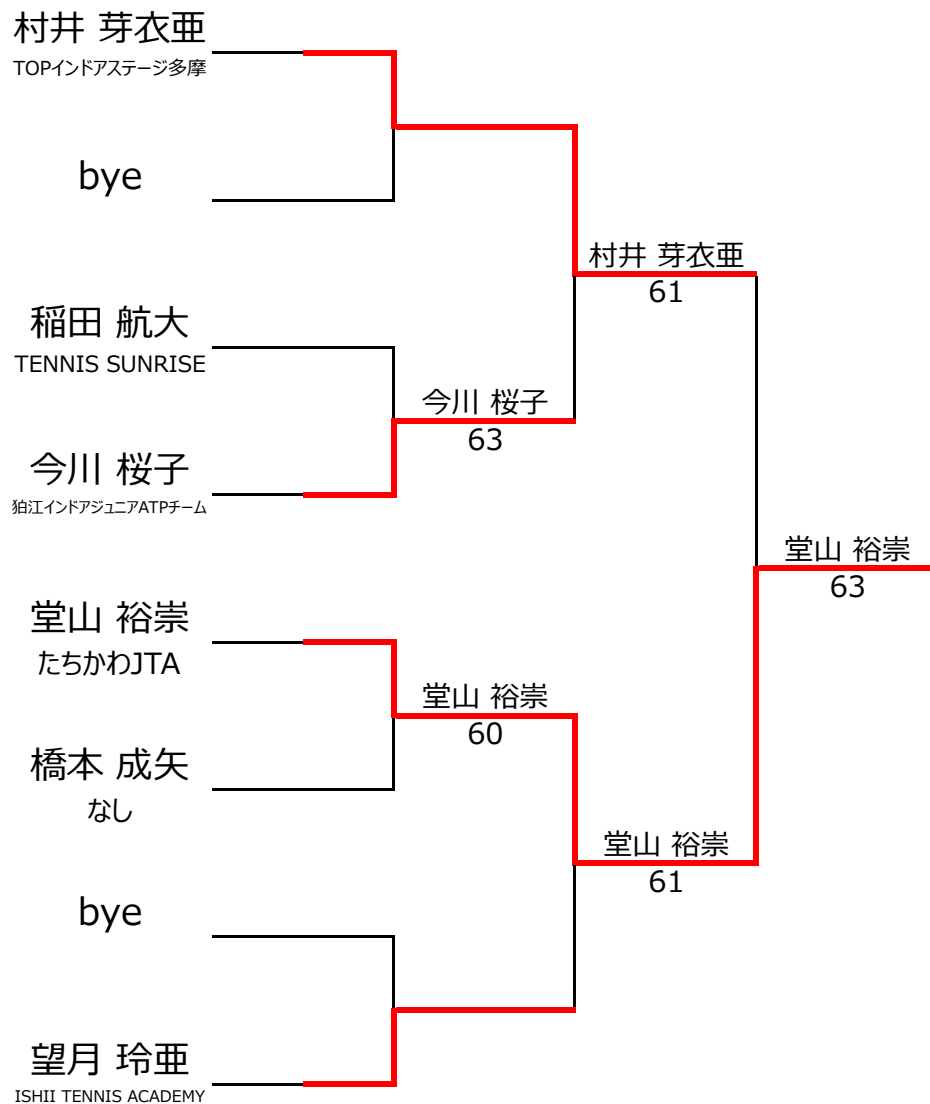 村井 芽衣亜
TOPインドアステージ多摩
bye
稲田 航大
TENNIS SUNRISE
今川 桜子
狛江インドアジュニアATPチーム
堂山 裕崇
たちかわJTA
橋本 成矢
なし
bye
望月 玲亜
ISHII TENNIS ACADEMY
今川 桜子
63
堂山 裕崇
60
村井 芽衣亜
61
堂山 裕崇
61
堂山 裕崇
63